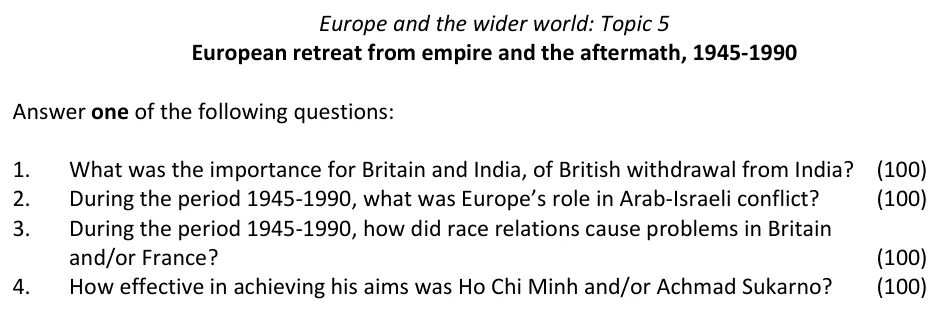 Europe and the wider world: Topic 5
European retreat from empire and the aftermath, 1945-1990
Answer one of the following questions:
1. What was the importance for Britain and India, of British withdrawal from India? (100)
2. During the period 1945-1990, what was Europe’s role in Arab-Israeli conflict? (100)
3. During the period 1945-1990, how did race relations cause problems in Britain
and/or France? (100)
4. How effective in achieving his aims was Ho Chi Minh and/or Achmad Sukarno? (100)